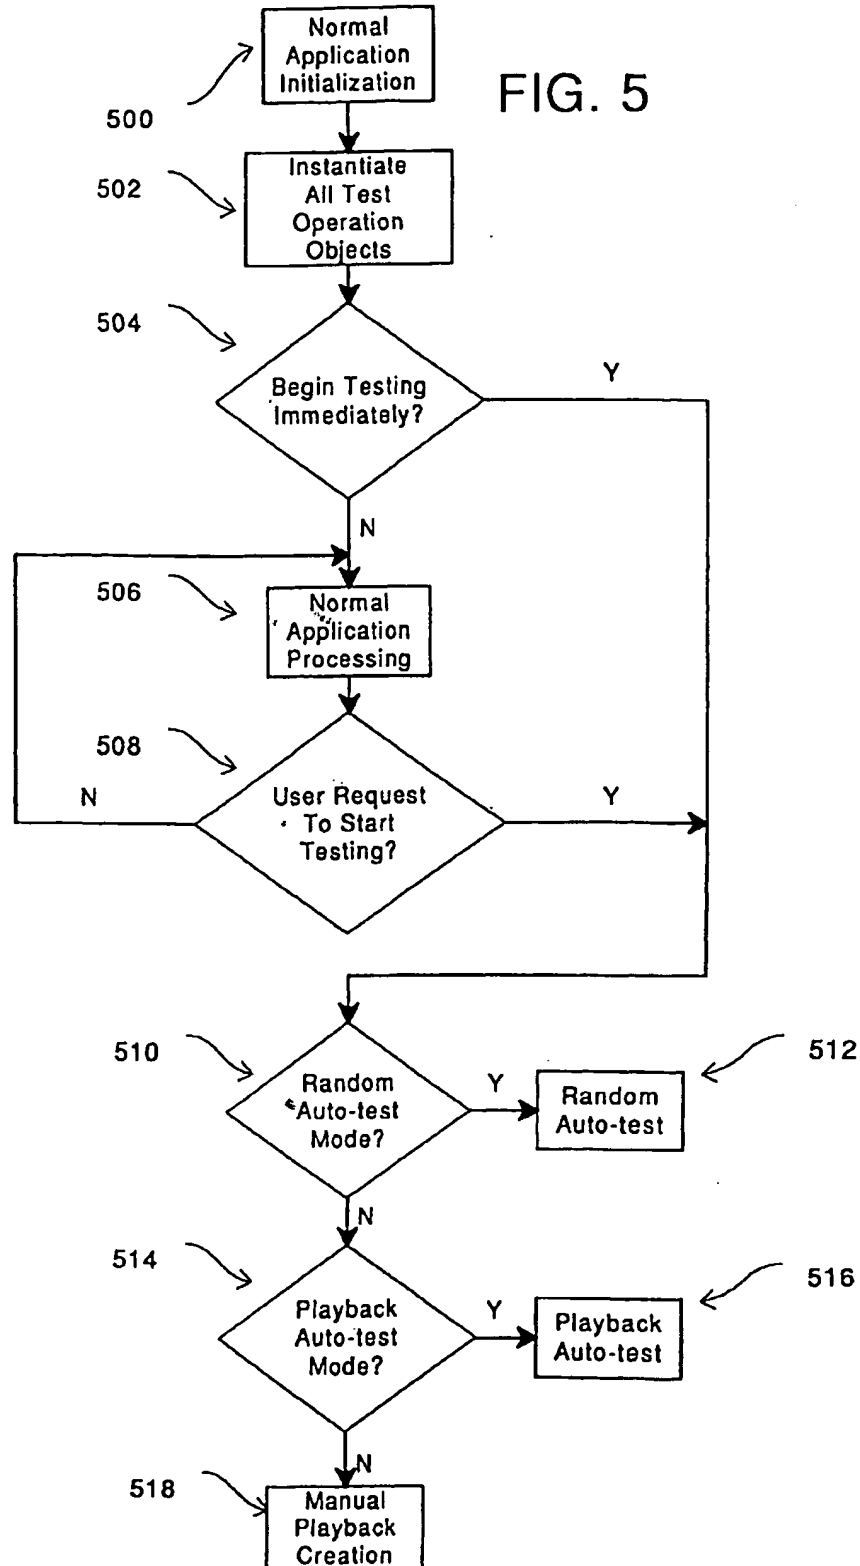 Normal
Application
Initialization
FIG. 5
500
Instantiate
All Test
Operation
Objects
502
504
Begin Testing
Immediately?
Y
N
506
Normal
Application
Processing
508
User Request
To Start
Testing?
N
Y
510
Random
Auto-test
Mode?
Y
512
Random
Auto-test
N
514
Playback
Auto-test
Mode?
Y
516
Playback
Auto-test
N
518
Manual
Playback
Creation